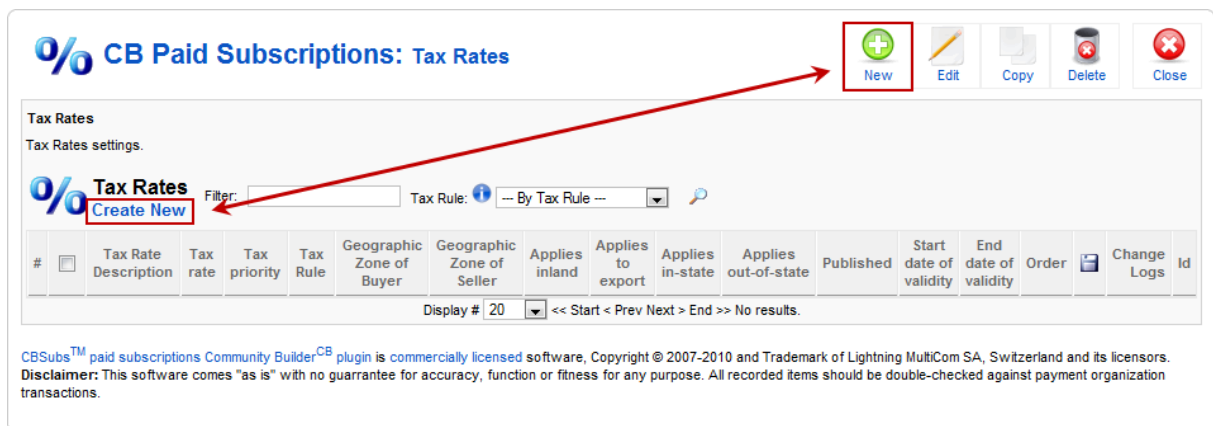 % CB Paid Subscriptions: Tax Rates
New Edit Copy Delete Close
Tax Rates
Tax Rates settings.
% Tax Rates
Create New
Filter: Tax Rule: --- By Tax Rule ---
# Tax Rate Description Tax rate Tax priority Tax Rule Geographic Zone of Buyer Geographic Zone of Seller Applies inland Applies to export Applies in-state Applies out-of-state Published Start date of validity End date of validity Order Change Logs Id
Display # 20 << Start < Prev Next > End >> No results.
CBSubs™ paid subscriptions Community Builder^CB plugin is commercially licensed software, Copyright © 2007-2010 and Trademark of Lightning MultiCom SA, Switzerland and its licensors.
Disclaimer: This software comes "as is" with no guarrantee for accuracy, function or fitness for any purpose. All recorded items should be double-checked against payment organization
transactions.